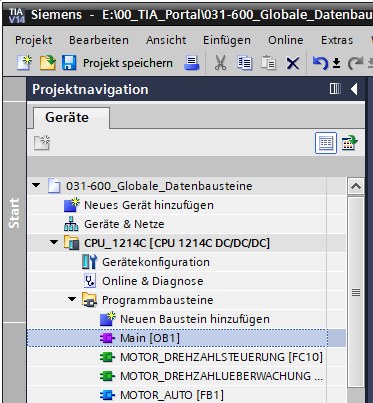 TIA V14 Siemens - E:\00_TIA_Portal\031-600_Globale_Datenbau
Projekt Bearbeiten Ansicht Einfügen Online Extras
Projekt speichern
Projektnavigation
Geräte
Start
031-600_Globale_Datenbausteine
Neues Gerät hinzufügen
Geräte & Netze
CPU_1214C [CPU 1214C DC/DC/DC]
Gerätekonfiguration
Online & Diagnose
Programmbausteine
Neuen Baustein hinzufügen
Main [OB1]
MOTOR_DREHZAHLSTEUERUNG [FC10]
MOTOR_DREHZAHLUEBERWACHUNG ...
MOTOR_AUTO [FB1]